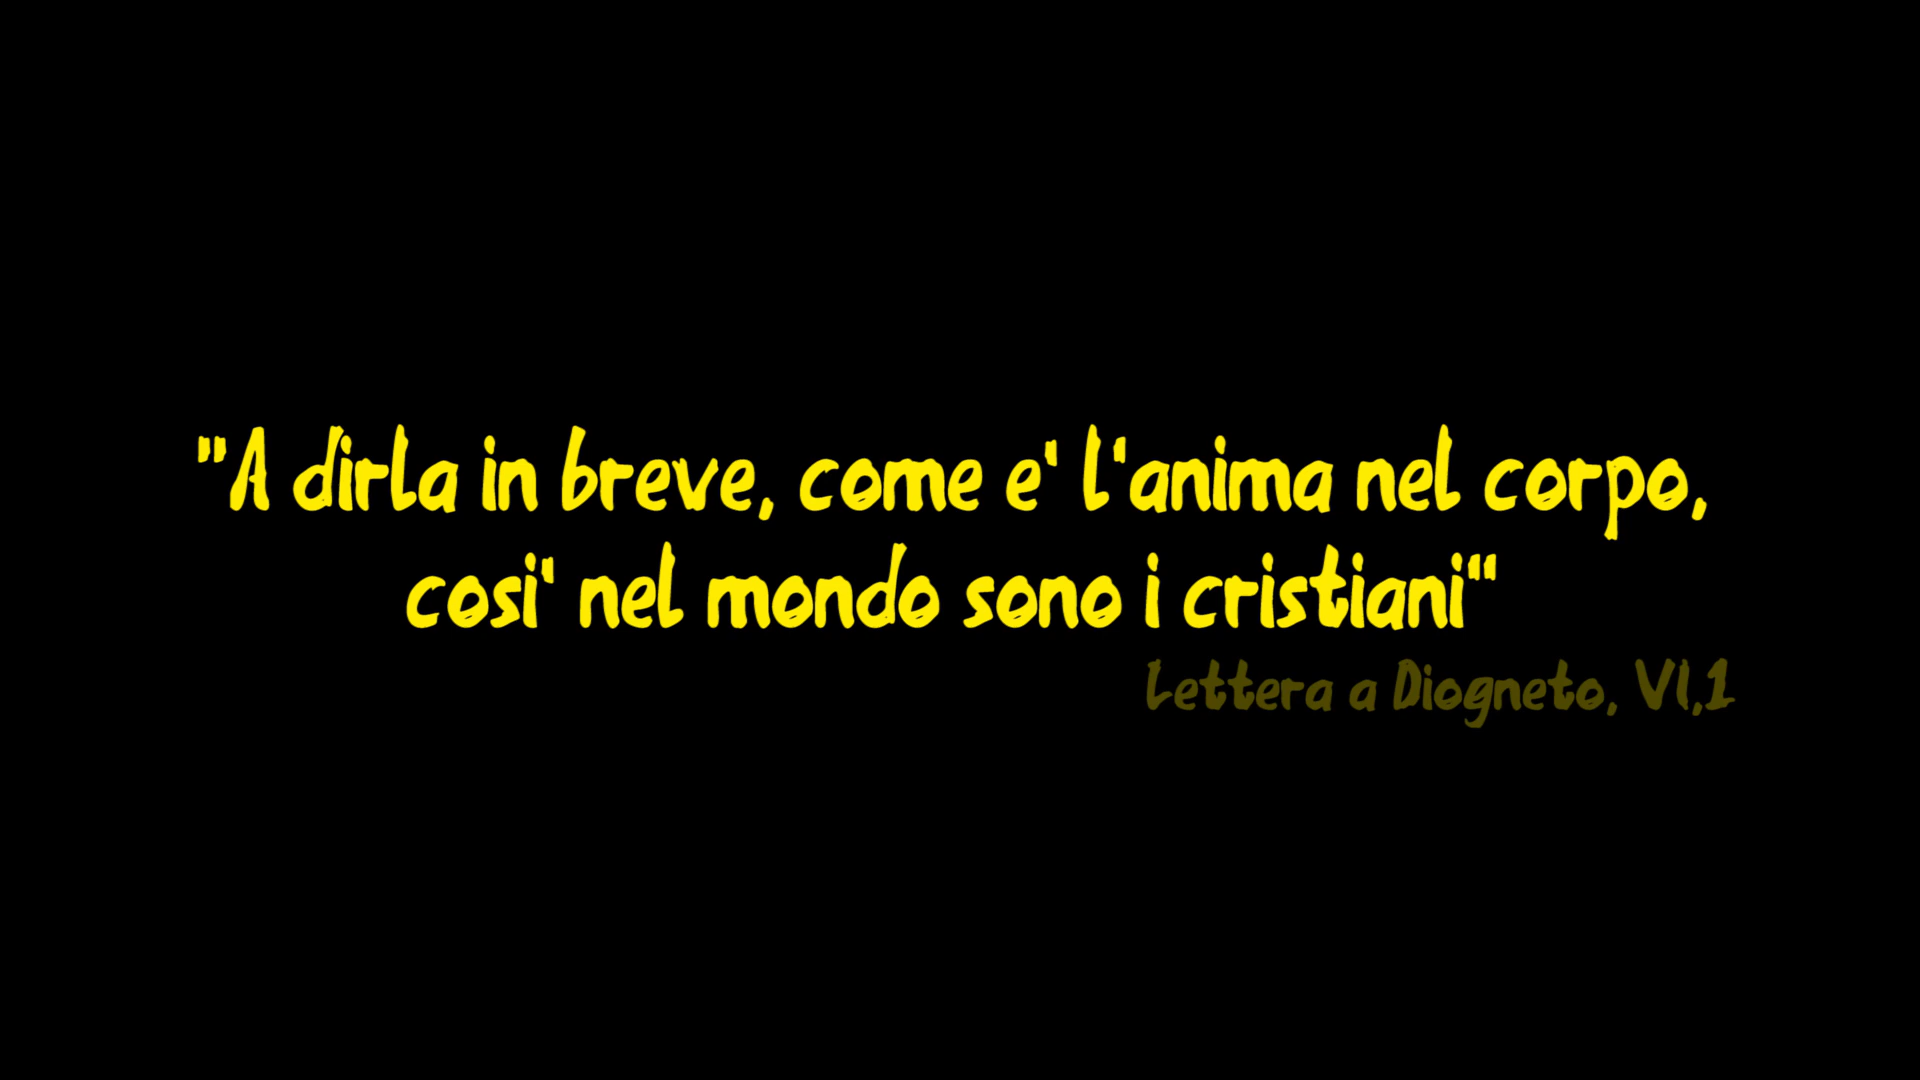 "A dirla in breve, come e' l'anima nel corpo,
cosi' nel mondo sono i cristiani"
Lettera a Diogneto, VI,1